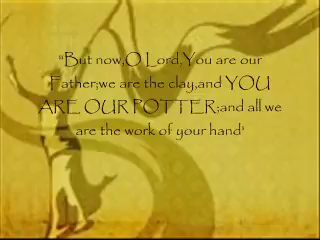 "But now,O Lord,You are our
Father;we are the clay,and YOU
ARE OUR POTTER;and all we
are the work of your hand'